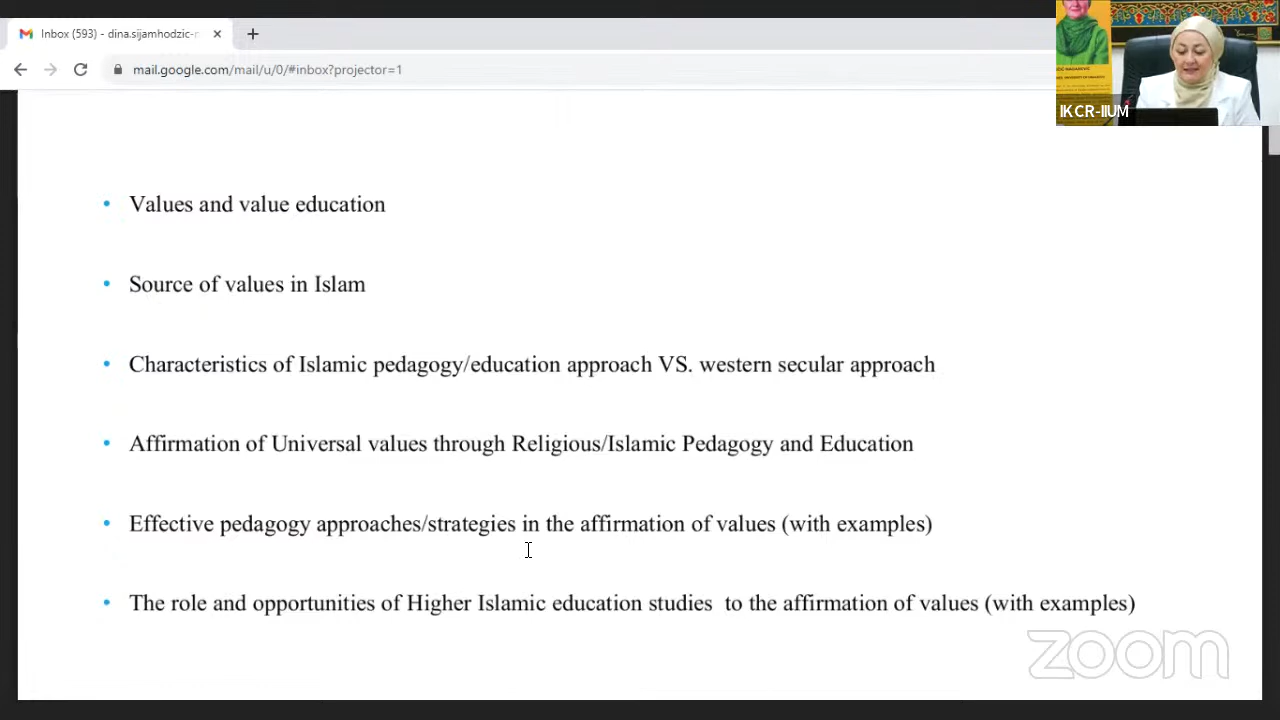 Inbox (593) - dina.sijamhodzic-
mail.google.com/mail/u/0/#inbox?projector=1
IKCR-IIUM
• Values and value education
• Source of values in Islam
• Characteristics of Islamic pedagogy/education approach VS. western secular approach
• Affirmation of Universal values through Religious/Islamic Pedagogy and Education
• Effective pedagogy approaches/strategies in the affirmation of values (with examples)
• The role and opportunities of Higher Islamic education studies to the affirmation of values (with examples)
zoom